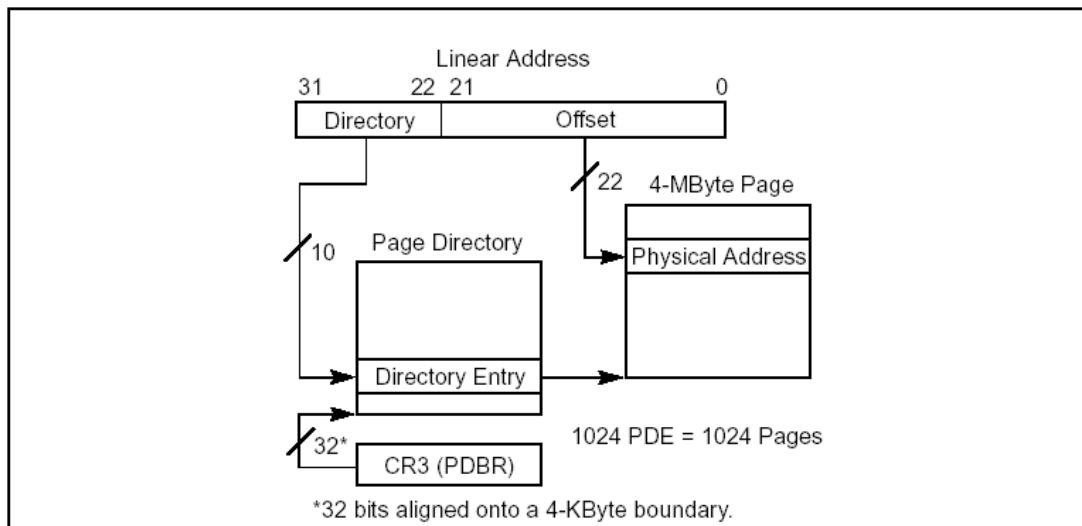 Linear Address
31 22 21 0
Directory Offset
22
4-MByte Page
Physical Address
10
Page Directory
Directory Entry
32*
CR3 (PDBR)
1024 PDE = 1024 Pages
*32 bits aligned onto a 4-KByte boundary.